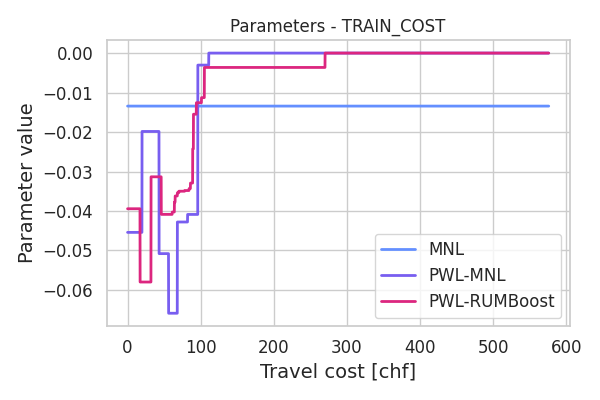 Parameters - TRAIN_COST
Parameter value
0.00
−0.01
−0.02
−0.03
−0.04
−0.05
−0.06
MNL
PWL-MNL
PWL-RUMBoost
0 100 200 300 400 500 600
Travel cost [chf]